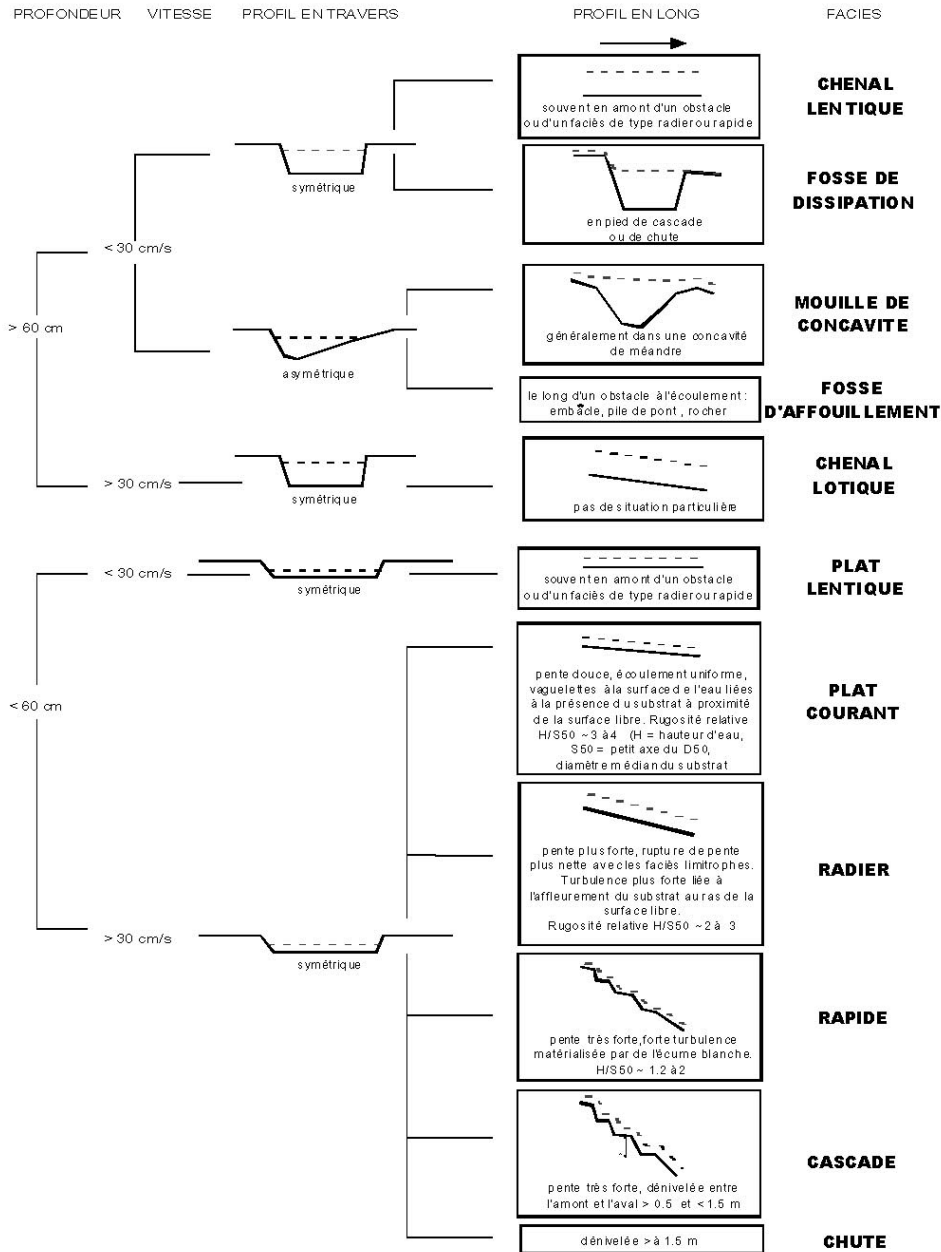 PROFONDEUR VITESSE PROFIL EN TRAVERS PROFIL EN LONG FACIES
souvent en amont d'un obstacle
ou d'un faciès de type radier ou rapide
CHENAL
LENTIQUE
symétrique
en pied de cascade
ou de chute
FOSSE DE
DISSIPATION
< 30 cm/s
> 60 cm
asymétrique
généralement dans une concavité
de méandre
MOUILLE DE
CONCAVITE
le long d'un obstacle à l'écoulement :
embâcle, pile de pont , rocher
FOSSE
D'AFFOUILLEMENT
> 30 cm/s
symétrique
pas de situation particulière
CHENAL
LOTIQUE
< 30 cm/s
symétrique
souvent en amont d'un obstacle
ou d'un faciès de type radier ou rapide
PLAT
LENTIQUE
< 60 cm
pente douce, écoulement uniforme,
vaguelettes à la surface de l'eau liées
à la présence du substrat à proximité
de la surface libre. Rugosité relative
H/S50 ~3 à4 (H = hauteur d'eau,
S50 = petit axe du D50,
diamètre médian du substrat
PLAT
COURANT
pente plus forte, rupture de pente
plus nette avec les faciès limitrophes.
Turbulence plus forte liée à
l'affleurement du substrat au ras de la
surface libre.
Rugosité relative H/S50 ~2 à 3
RADIER
> 30 cm/s
symétrique
pente très forte, forte turbulence
matérialisée par de l'écume blanche.
H/S50 ~ 1.2 à2
RAPIDE
pente très forte, dénivelée entre
l'amont et l'aval > 0.5 et < 1.5 m
CASCADE
dénivelée > à 1.5 m
CHUTE